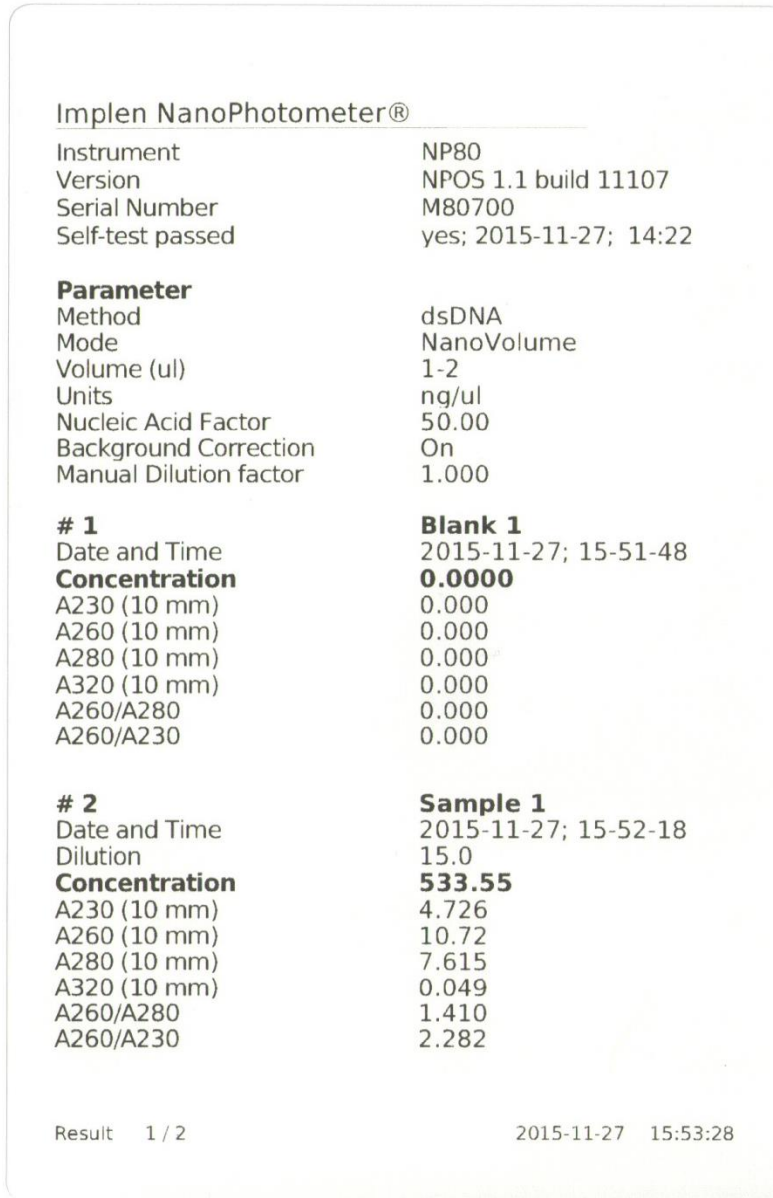 Implen NanoPhotometer®
Instrument NP80
Version NPOS 1.1 build 11107
Serial Number M80700
Self-test passed yes; 2015-11-27; 14:22
Parameter
Method dsDNA
Mode NanoVolume
Volume (ul) 1-2
Units ng/ul
Nucleic Acid Factor 50.00
Background Correction On
Manual Dilution factor 1.000
# 1 Blank 1
Date and Time 2015-11-27; 15-51-48
Concentration 0.0000
A230 (10 mm) 0.000
A260 (10 mm) 0.000
A280 (10 mm) 0.000
A320 (10 mm) 0.000
A260/A280 0.000
A260/A230 0.000
# 2 Sample 1
Date and Time 2015-11-27; 15-52-18
Dilution 15.0
Concentration 533.55
A230 (10 mm) 4.726
A260 (10 mm) 10.72
A280 (10 mm) 7.615
A320 (10 mm) 0.049
A260/A280 1.410
A260/A230 2.282
Result 1 / 2 2015-11-27 15:53:28